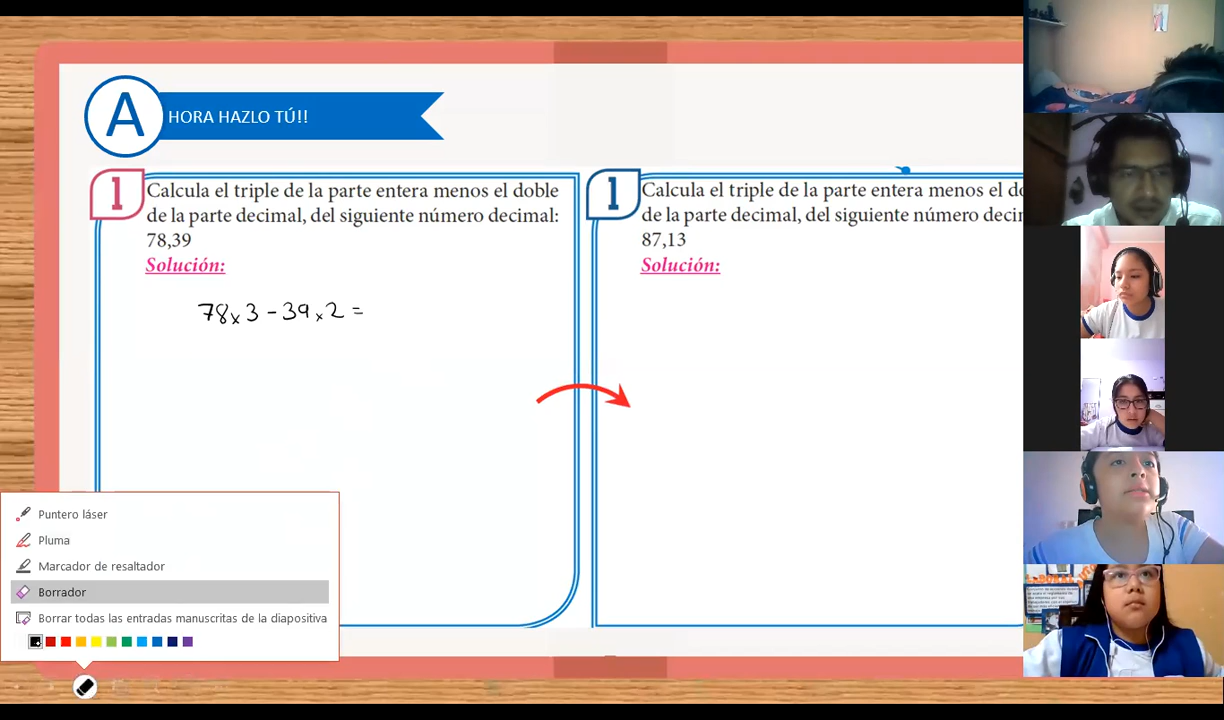 A
HORA HAZLO TÚ!!
1
Calcula el triple de la parte entera menos el doble
de la parte decimal, del siguiente número decimal:
78,39
Solución:
78x3-39x2=
1
Calcula el triple de la parte entera menos el do
de la parte decimal, del siguiente número decir
87,13
Solución:
Puntero láser
Pluma
Marcador de resaltador
Borrador
Borrar todas las entradas manuscritas de la diapositiva